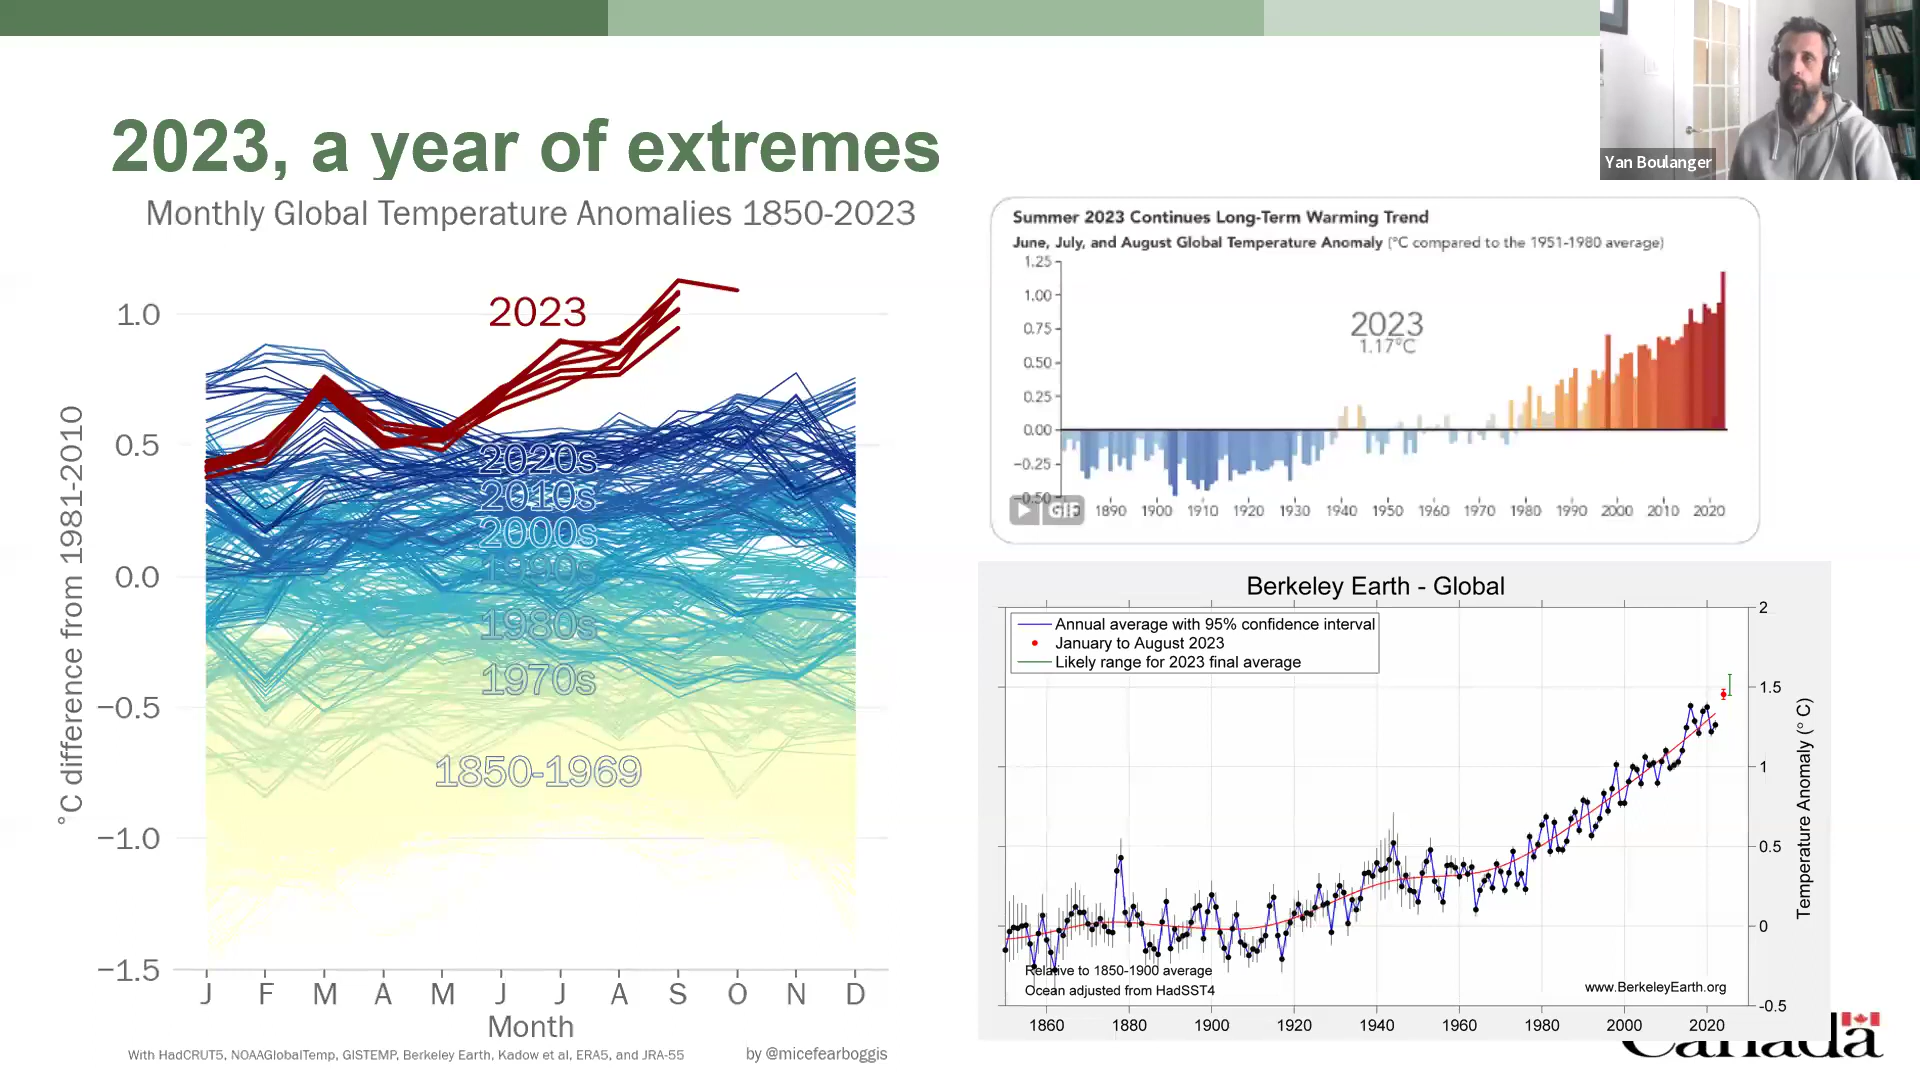 Yan Boulanger
2023, a year of extremes
Monthly Global Temperature Anomalies 1850-2023
°C difference from 1981-2010
1.0
0.5
0.0
−0.5
−1.0
−1.5
2023
2020s
2010s
2000s
1990s
1980s
1970s
1850-1969
J F M A M J J A S O N D
Month
With HadCRUT5, NOAAGlobalTemp, GISTEMP, Berkeley Earth, Kadow et al, ERA5, and JRA-55
by @micefearboggis
Summer 2023 Continues Long-Term Warming Trend
June, July, and August Global Temperature Anomaly (°C compared to the 1951-1980 average)
1.25
1.00
0.75
0.50
0.25
0.00
−0.25
−0.50
2023
1.17°C
GIF
1890 1900 1910 1920 1930 1940 1950 1960 1970 1980 1990 2000 2010 2020
Berkeley Earth - Global
Annual average with 95% confidence interval
January to August 2023
Likely range for 2023 final average
2
1.5
1
0.5
0
-0.5
Temperature Anomaly (° C)
Relative to 1850-1900 average
Ocean adjusted from HadSST4
www.BerkeleyEarth.org
1860 1880 1900 1920 1940 1960 1980 2000 2020
Canada